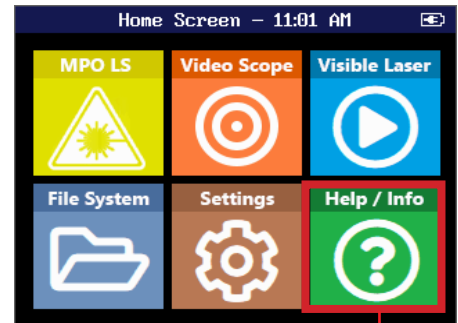 Home Screen – 11:01 AM
MPO LS
Video Scope
Visible Laser
File System
Settings
Help / Info
?